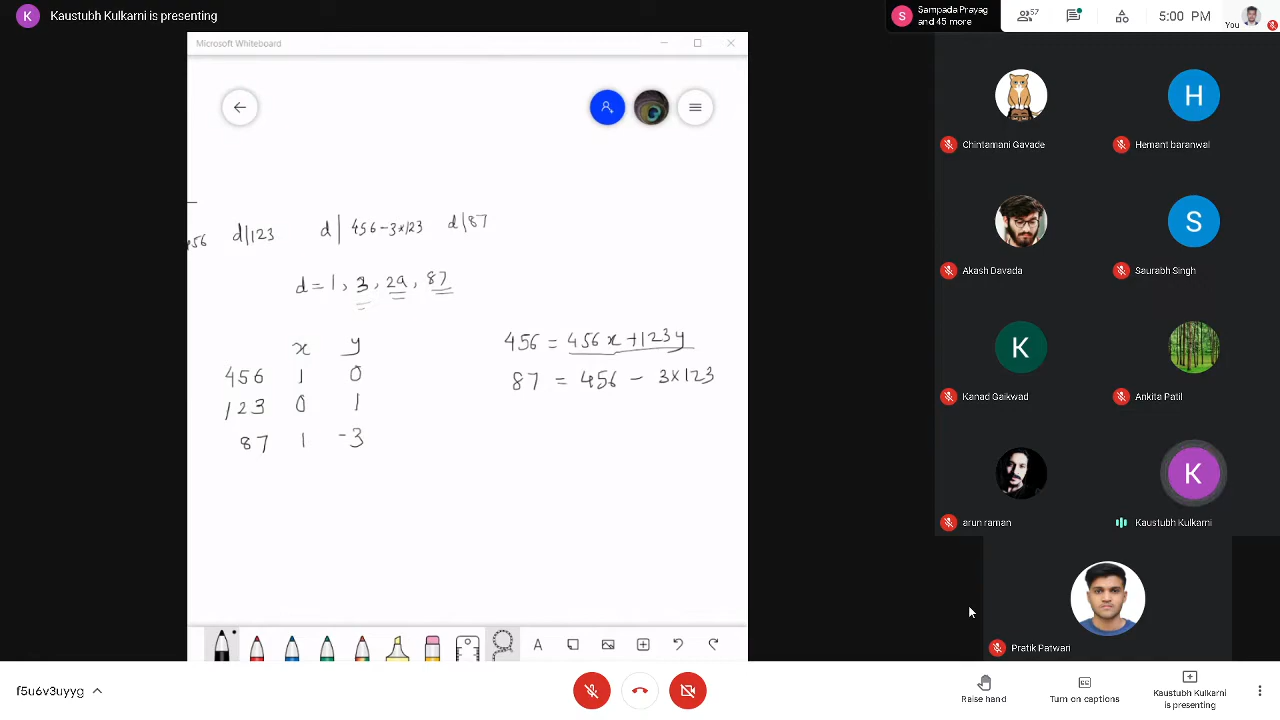 K Kaustubh Kulkarni is presenting
S Sampada Prayag and 45 more
57
5:00 PM
You
Microsoft Whiteboard
456 d|123 d | 456-3×123 d|87
d = 1, 3, 29, 87
x y
456 1 0
123 0 1
87 1 -3
456 = 456x +123y
87 = 456 - 3×123
A
Chintamani Gavade
H
Hemant baranwal
Akash Davada
S
Saurabh Singh
K
Kanad Gaikwad
Ankita Patil
arun raman
K
Kaustubh Kulkarni
Pratik Patwari
f5u6v3uyyg
Raise hand
Turn on captions
Kaustubh Kulkarni
is presenting